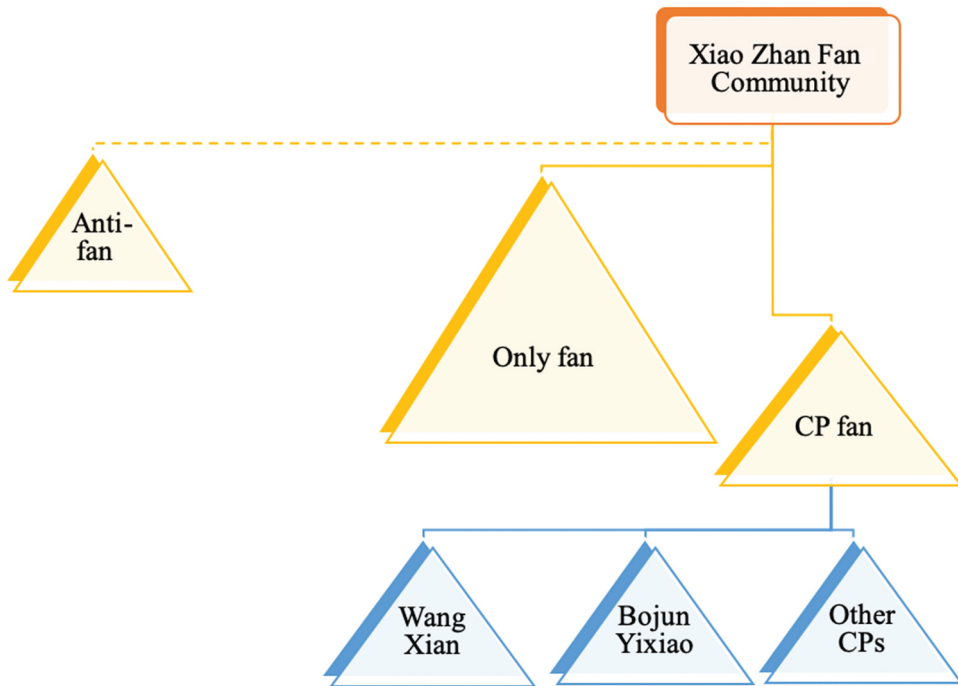 Xiao Zhan Fan
Community
Anti-
fan
Only fan
CP fan
Wang
Xian
Bojun
Yixiao
Other
CPs